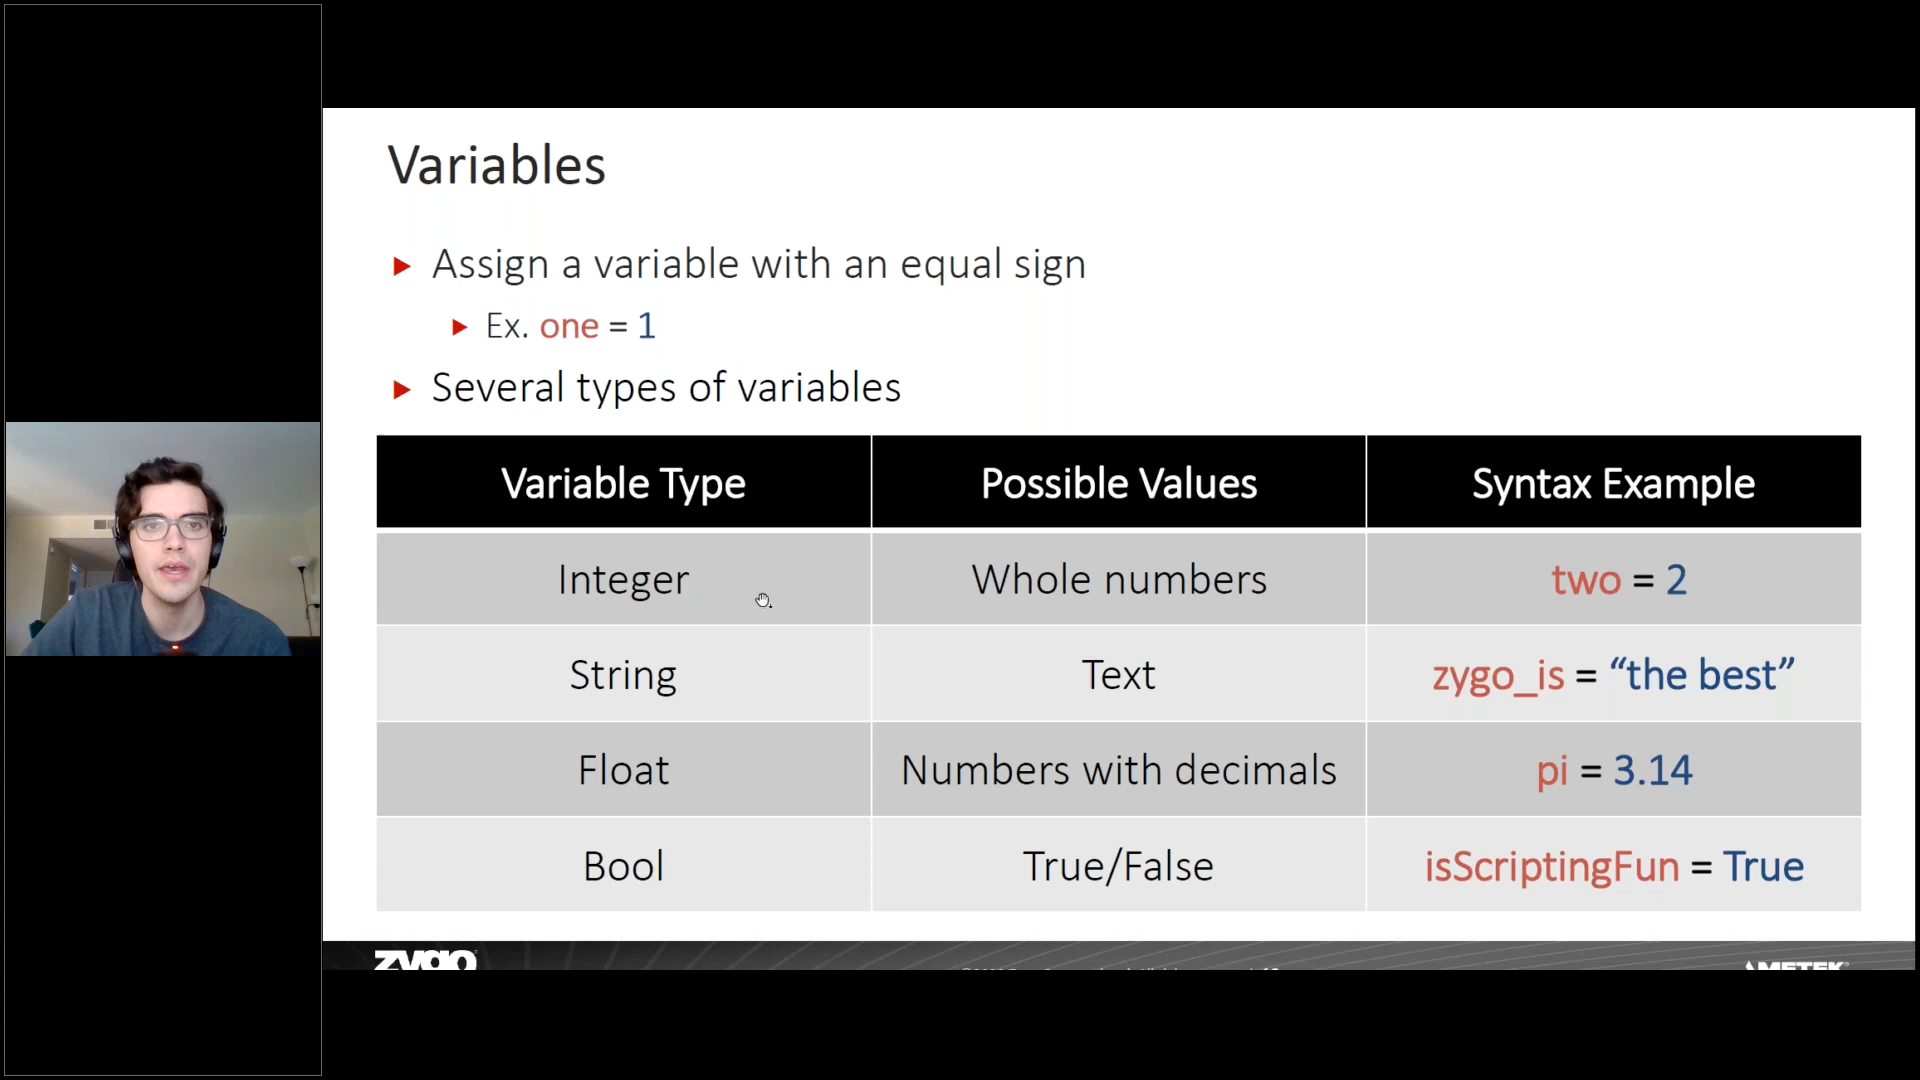 Variables
Assign a variable with an equal sign
Ex. one = 1
Several types of variables
Variable Type Possible Values Syntax Example
Integer Whole numbers two = 2
String Text zygo_is = “the best”
Float Numbers with decimals pi = 3.14
Bool True/False isScriptingFun = True
zygo AMETEK